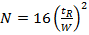 N = 16 (t_R / W)^2